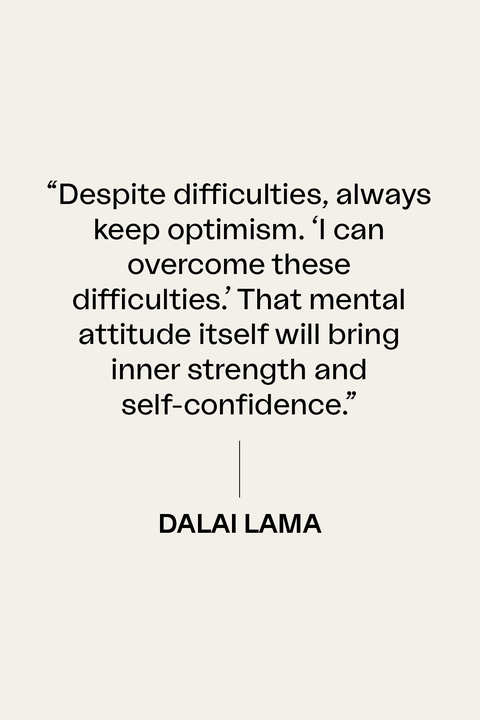 “Despite difficulties, always
keep optimism. ‘I can
overcome these
difficulties.’ That mental
attitude itself will bring
inner strength and
self-confidence.”
DALAI LAMA